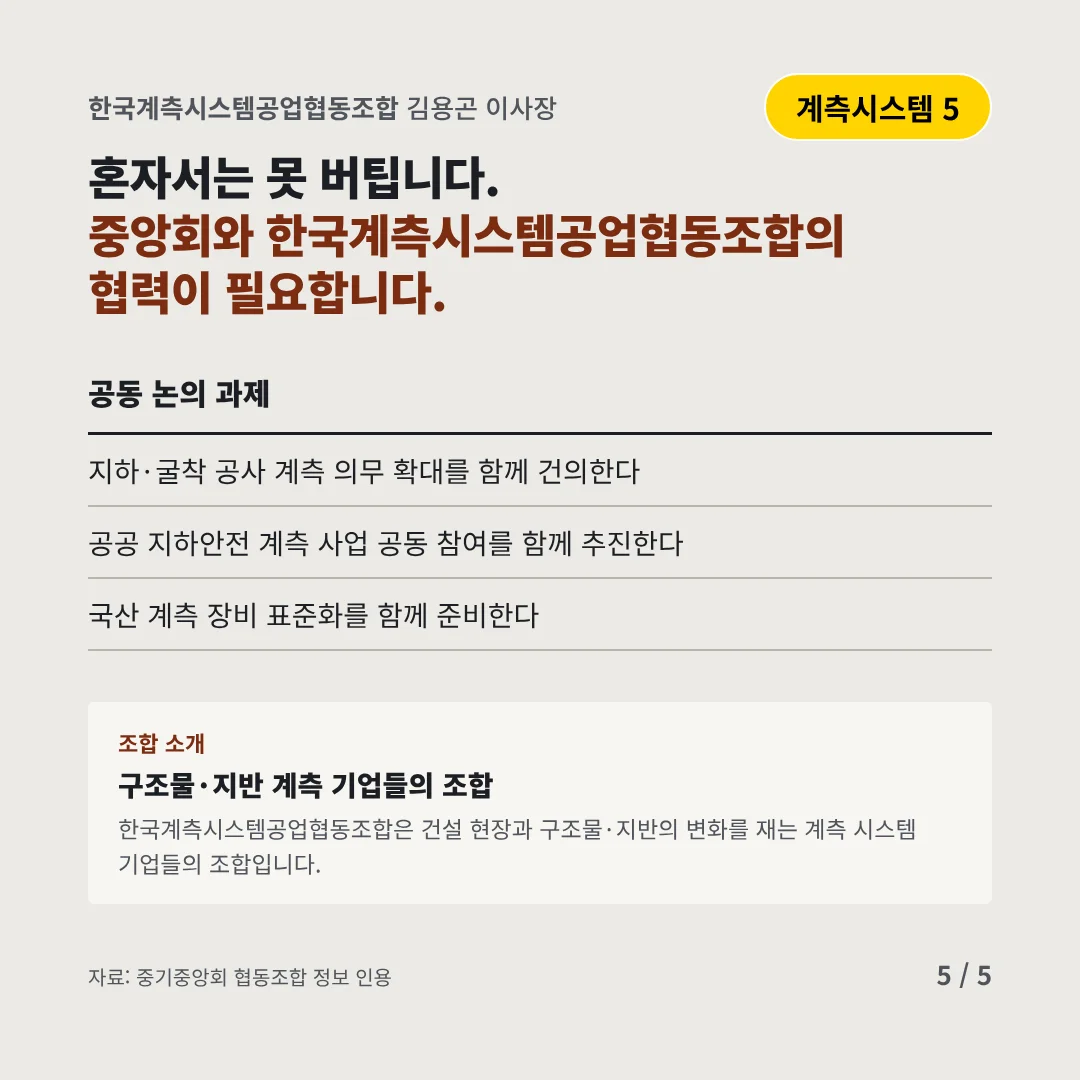 한국계측시스템공업협동조합 김용곤 이사장
계측시스템 5
혼자서는 못 버팁니다.
중앙회와 한국계측시스템공업협동조합의
협력이 필요합니다.
공동 논의 과제
지하·굴착 공사 계측 의무 확대를 함께 건의한다
공공 지하안전 계측 사업 공동 참여를 함께 추진한다
국산 계측 장비 표준화를 함께 준비한다
조합 소개
구조물·지반 계측 기업들의 조합
한국계측시스템공업협동조합은 건설 현장과 구조물·지반의 변화를 재는 계측 시스템
기업들의 조합입니다.
자료: 중기중앙회 협동조합 정보 인용
5 / 5